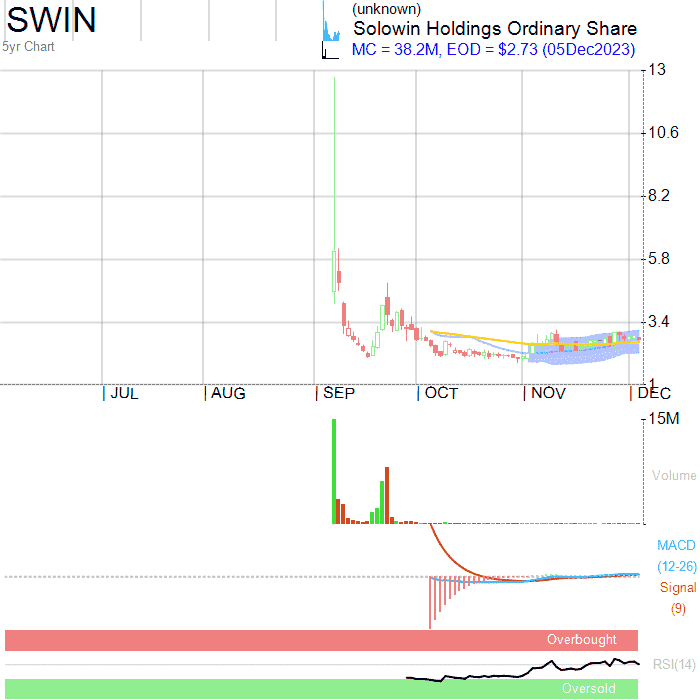 SWIN
(unknown)
Solowin Holdings Ordinary Share
5yr Chart
MC = 38.2M, EOD = $2.73 (05Dec2023)
13
10.6
8.2
5.8
3.4
1
JUL AUG SEP OCT NOV DEC
15M
Volume
MACD
(12-26)
Signal
(9)
Overbought
RSI(14)
Oversold